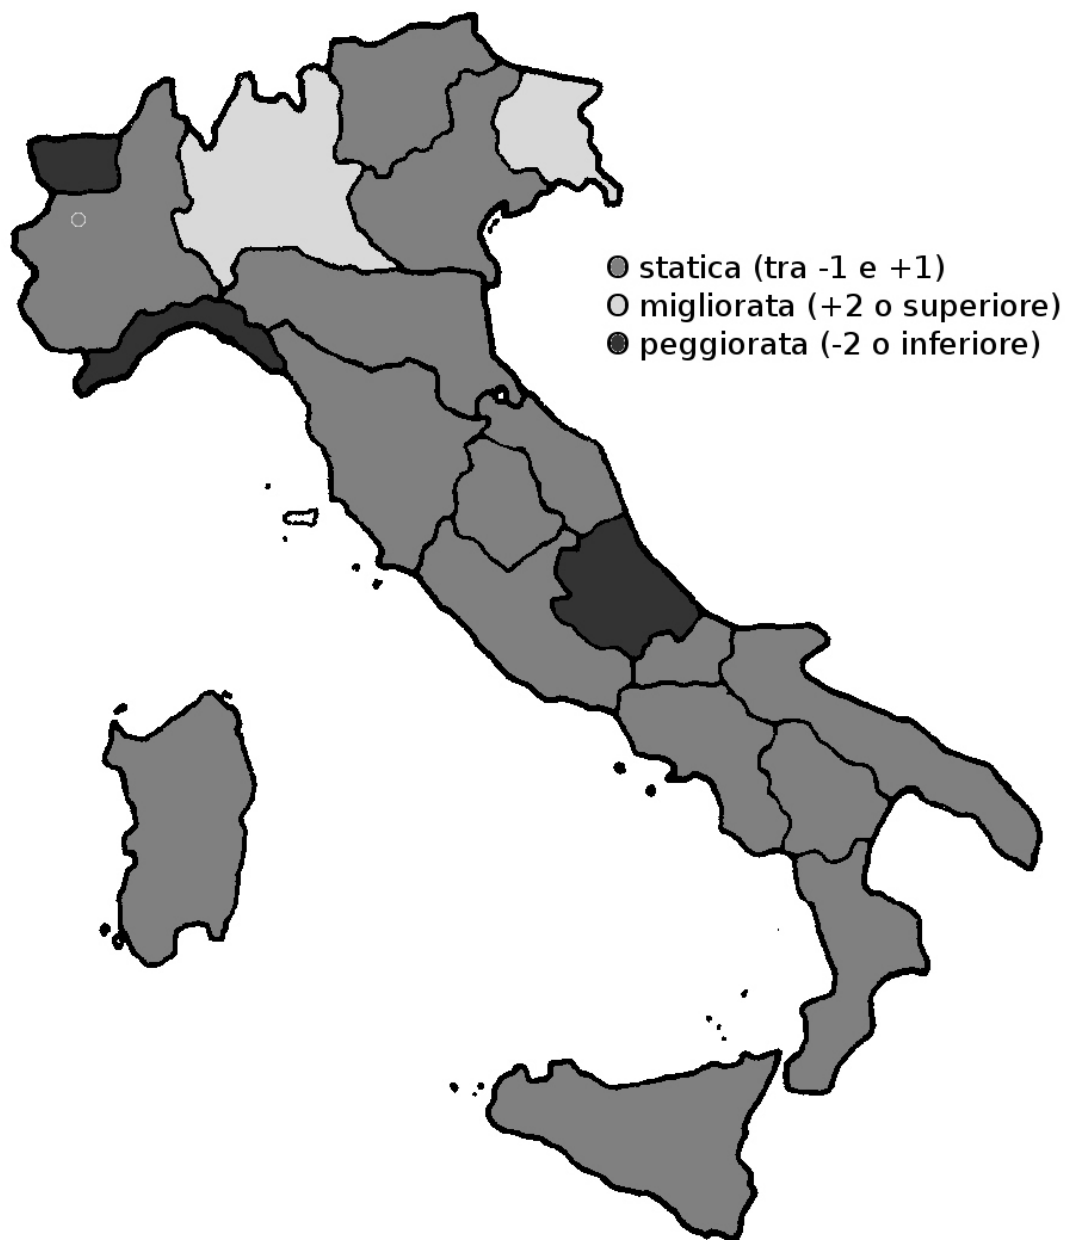 statica (tra -1 e +1)
migliorata (+2 o superiore)
peggiorata (-2 o inferiore)